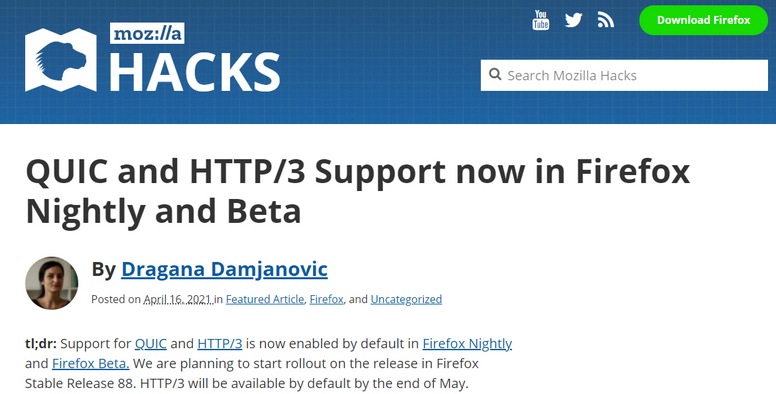 You
Tube
Download Firefox
moz://a
HACKS
Search Mozilla Hacks
QUIC and HTTP/3 Support now in Firefox
Nightly and Beta
By Dragana Damjanovic
Posted on April 16, 2021 in Featured Article, Firefox, and Uncategorized
tl;dr: Support for QUIC and HTTP/3 is now enabled by default in Firefox Nightly
and Firefox Beta. We are planning to start rollout on the release in Firefox
Stable Release 88. HTTP/3 will be available by default by the end of May.